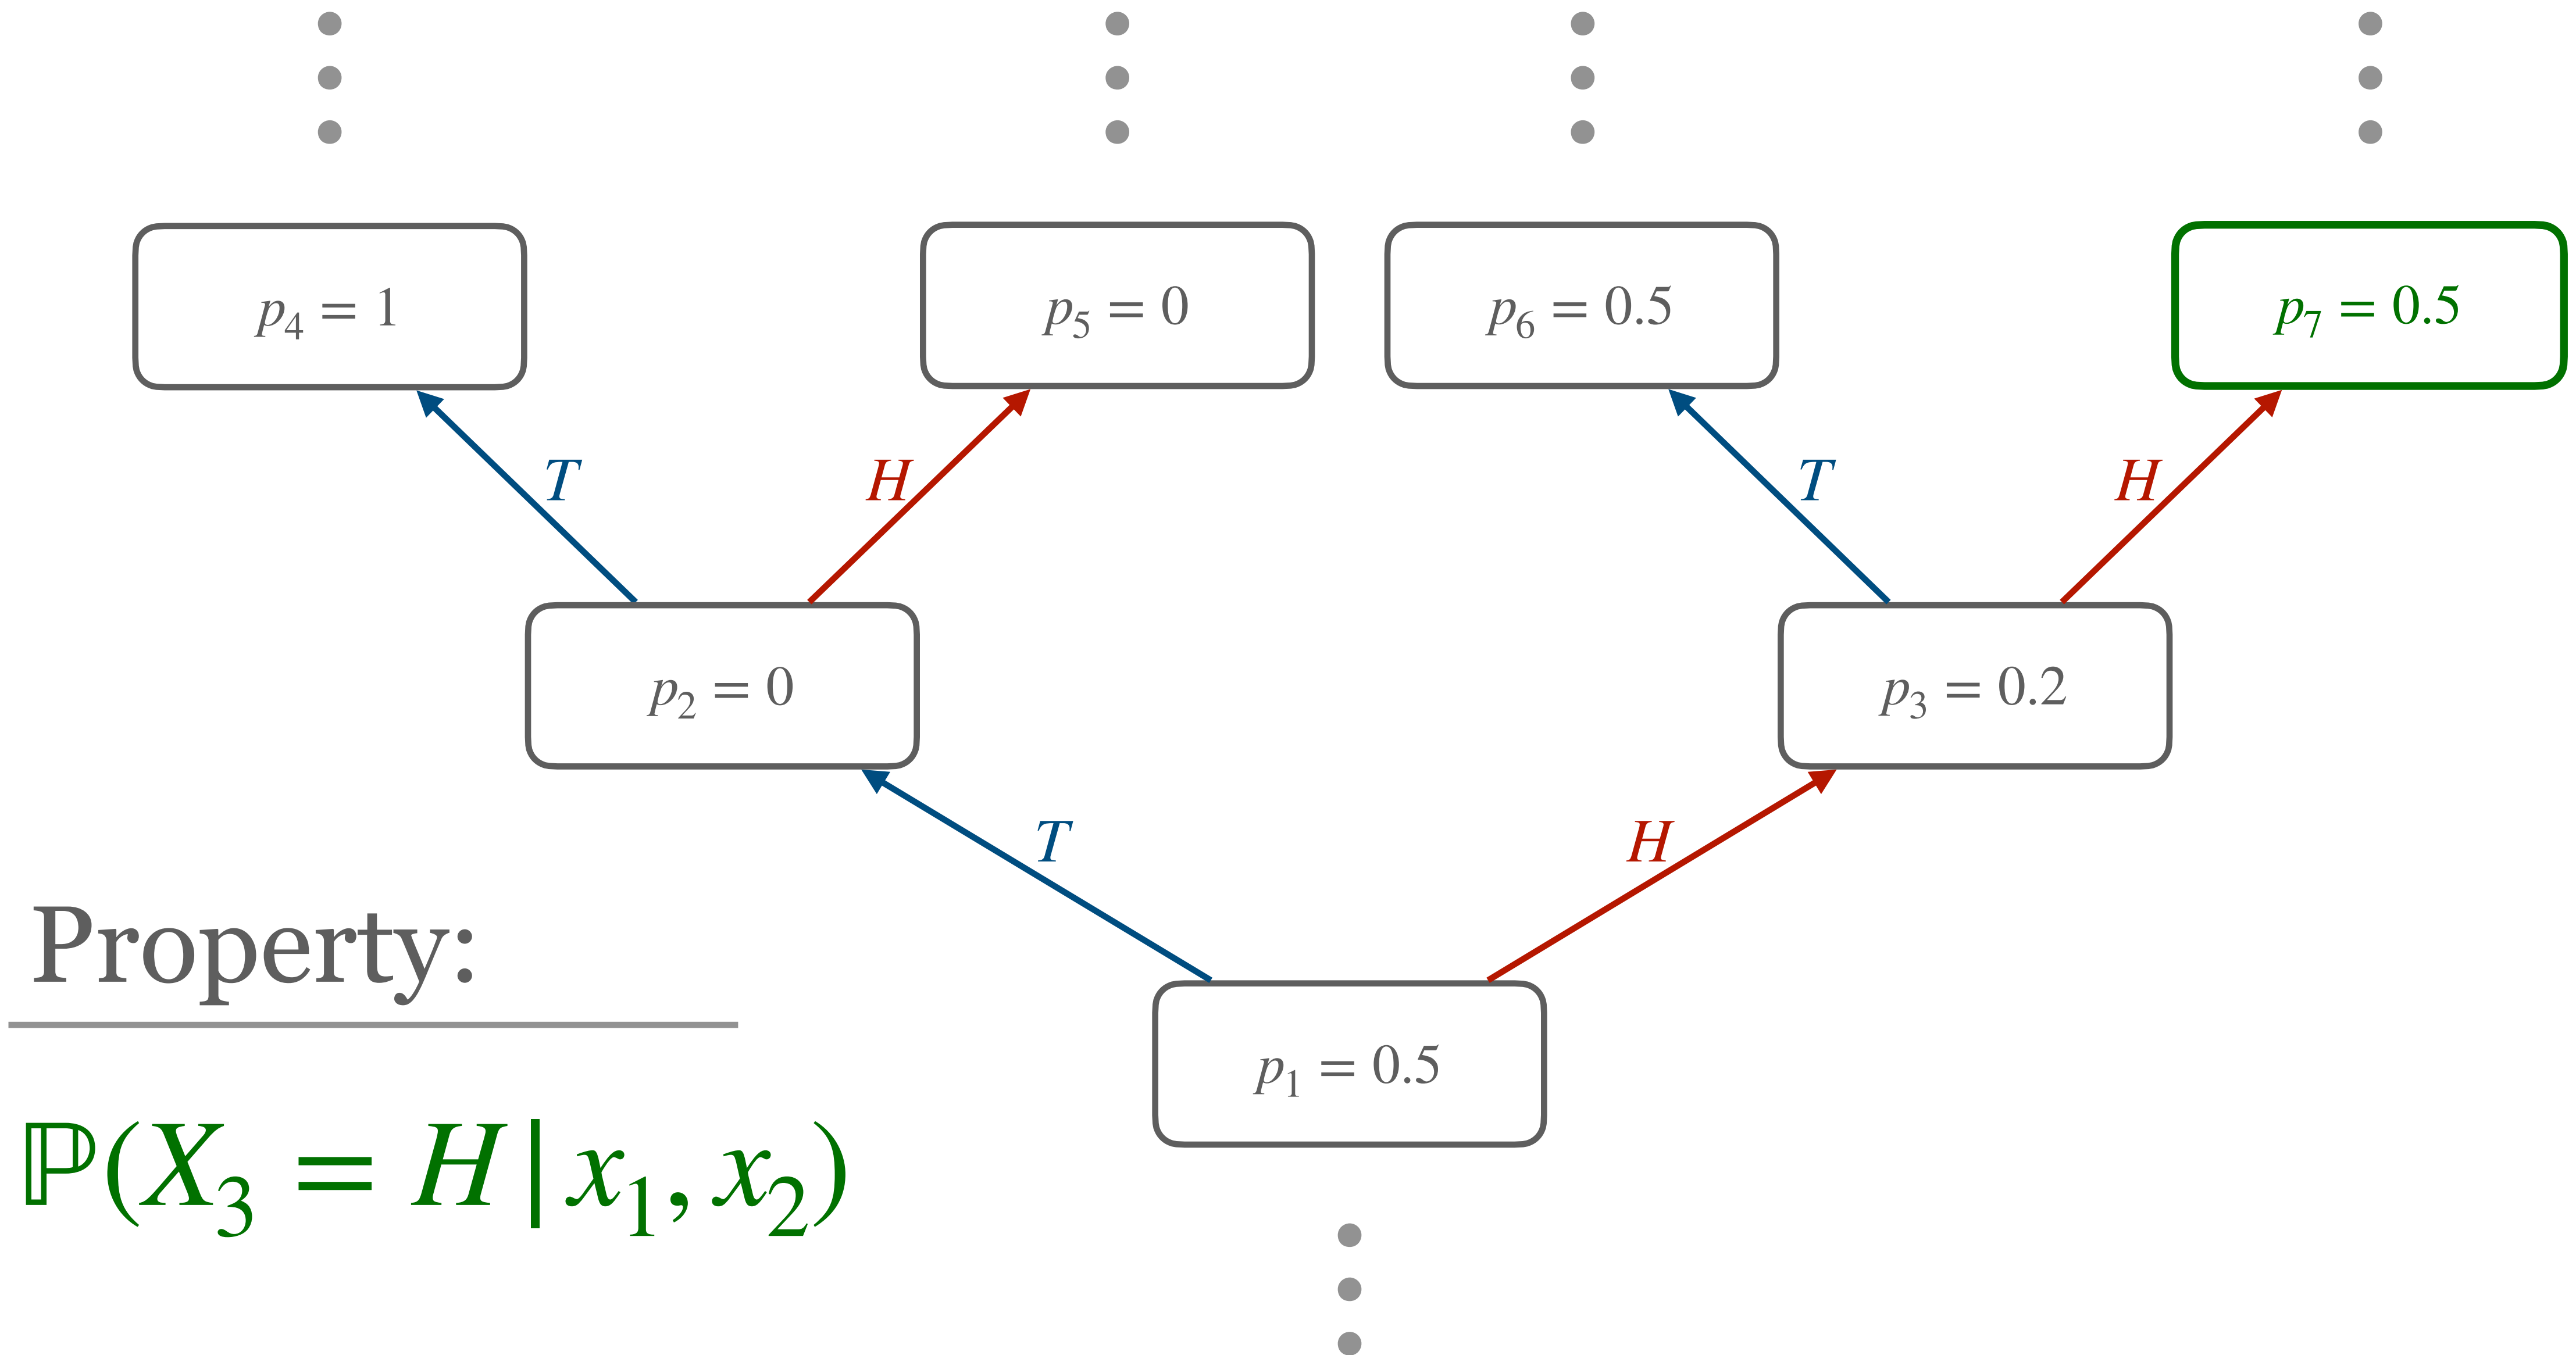 p₄ = 1
p₅ = 0
p₆ = 0.5
p₇ = 0.5
T
H
T
H
p₂ = 0
p₃ = 0.2
T
H
Property:
p₁ = 0.5
ℙ(X₃ = H | x₁, x₂)